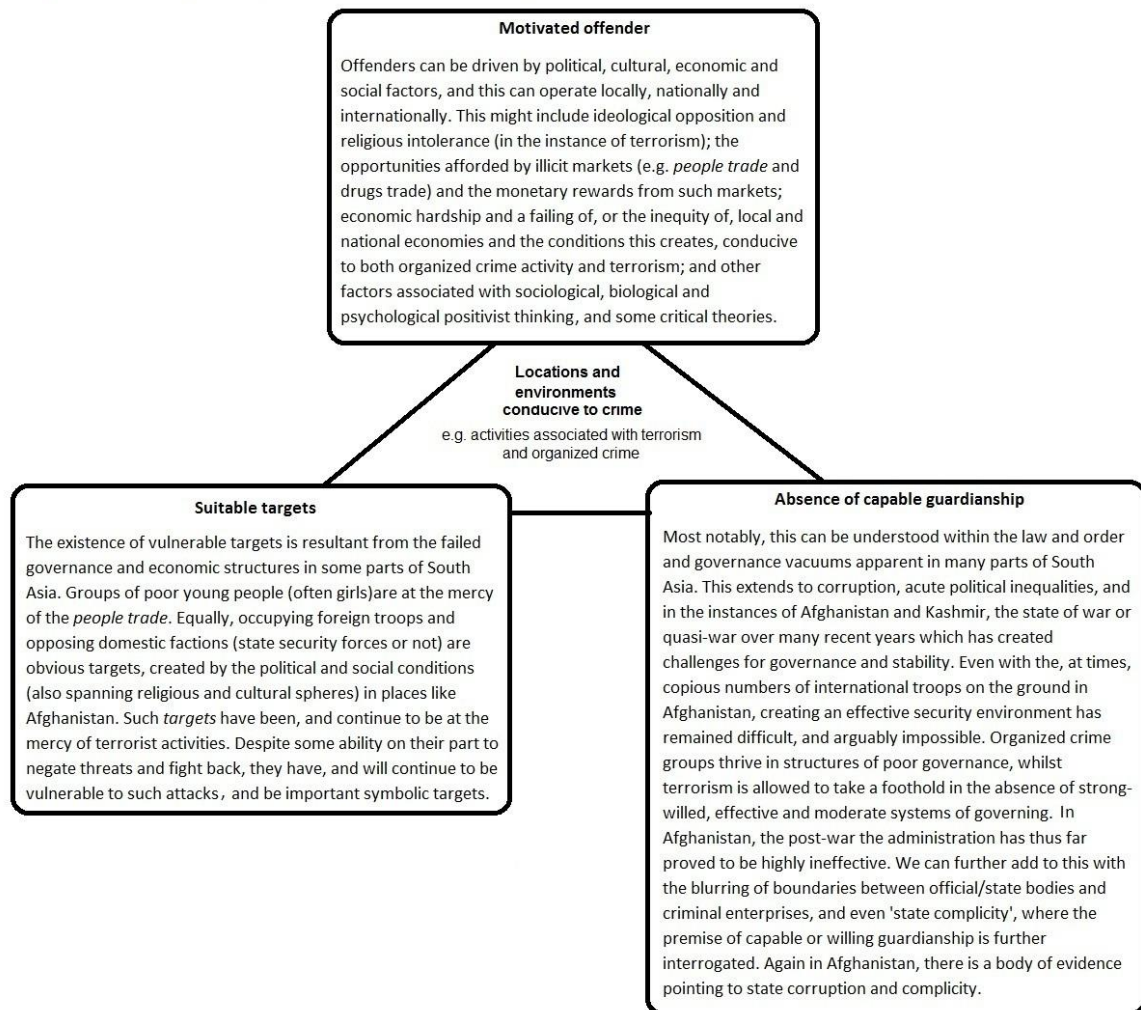 Motivated offender
Offenders can be driven by political, cultural, economic and
social factors, and this can operate locally, nationally and
internationally. This might include ideological opposition and
religious intolerance (in the instance of terrorism); the
opportunities afforded by illicit markets (e.g. people trade and
drugs trade) and the monetary rewards from such markets;
economic hardship and a failing of, or the inequity of, local and
national economies and the conditions this creates, conducive
to both organized crime activity and terrorism; and other
factors associated with sociological, biological and
psychological positivist thinking, and some critical theories.
Locations and
environments
conducive to crime
e.g. activities associated with terrorism
and organized crime
Suitable targets
The existence of vulnerable targets is resultant from the failed
governance and economic structures in some parts of South
Asia. Groups of poor young people (often girls)are at the mercy
of the people trade. Equally, occupying foreign troops and
opposing domestic factions (state security forces or not) are
obvious targets, created by the political and social conditions
(also spanning religious and cultural spheres) in places like
Afghanistan. Such targets have been, and continue to be at the
mercy of terrorist activities. Despite some ability on their part to
negate threats and fight back, they have, and will continue to be
vulnerable to such attacks, and be important symbolic targets.
Absence of capable guardianship
Most notably, this can be understood within the law and order
and governance vacuums apparent in many parts of South
Asia. This extends to corruption, acute political inequalities, and
in the instances of Afghanistan and Kashmir, the state of war or
quasi-war over many recent years which has created
challenges for governance and stability. Even with the, at times,
copious numbers of international troops on the ground in
Afghanistan, creating an effective security environment has
remained difficult, and arguably impossible. Organized crime
groups thrive in structures of poor governance, whilst
terrorism is allowed to take a foothold in the absence of strong-
willed, effective and moderate systems of governing. In
Afghanistan, the post-war the administration has thus far
proved to be highly ineffective. We can further add to this with
the blurring of boundaries between official/state bodies and
criminal enterprises, and even 'state complicity', where the
premise of capable or willing guardianship is further
interrogated. Again in Afghanistan, there is a body of evidence
pointing to state corruption and complicity.